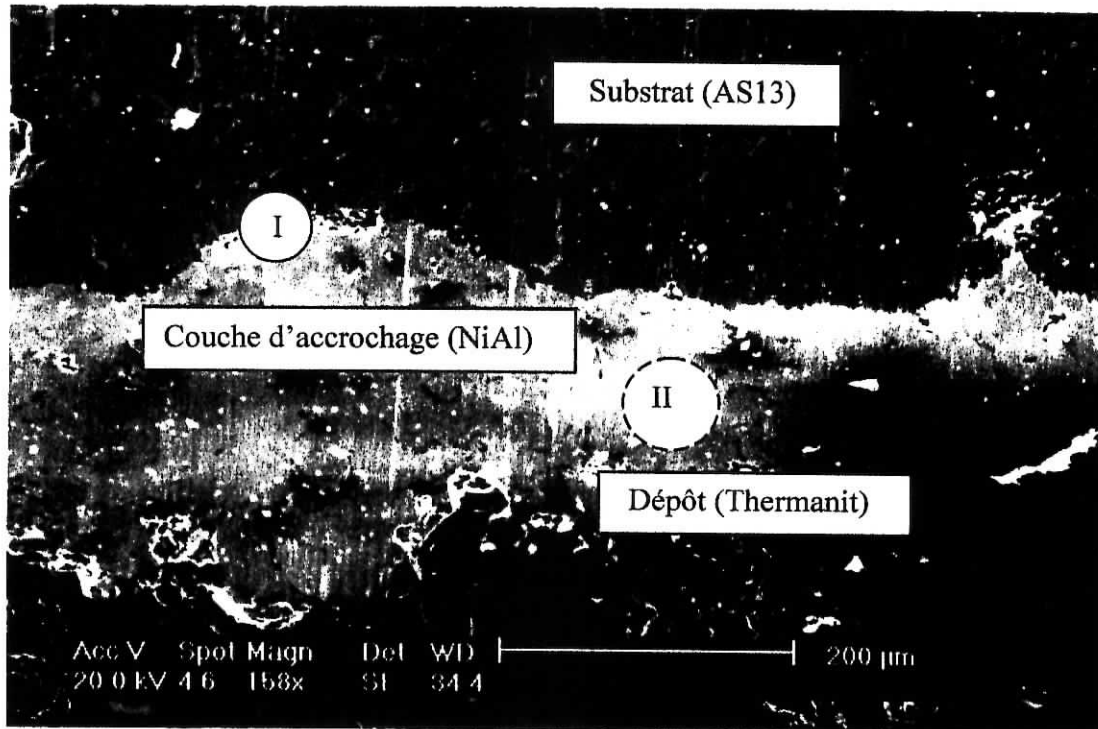 Substrat (AS13)
I
Couche d'accrochage (NiAl)
II
Dépôt (Thermanit)
Acc V Spot Magn Det WD
20.0 kV 4.6 158x SE 34.4
200 µm